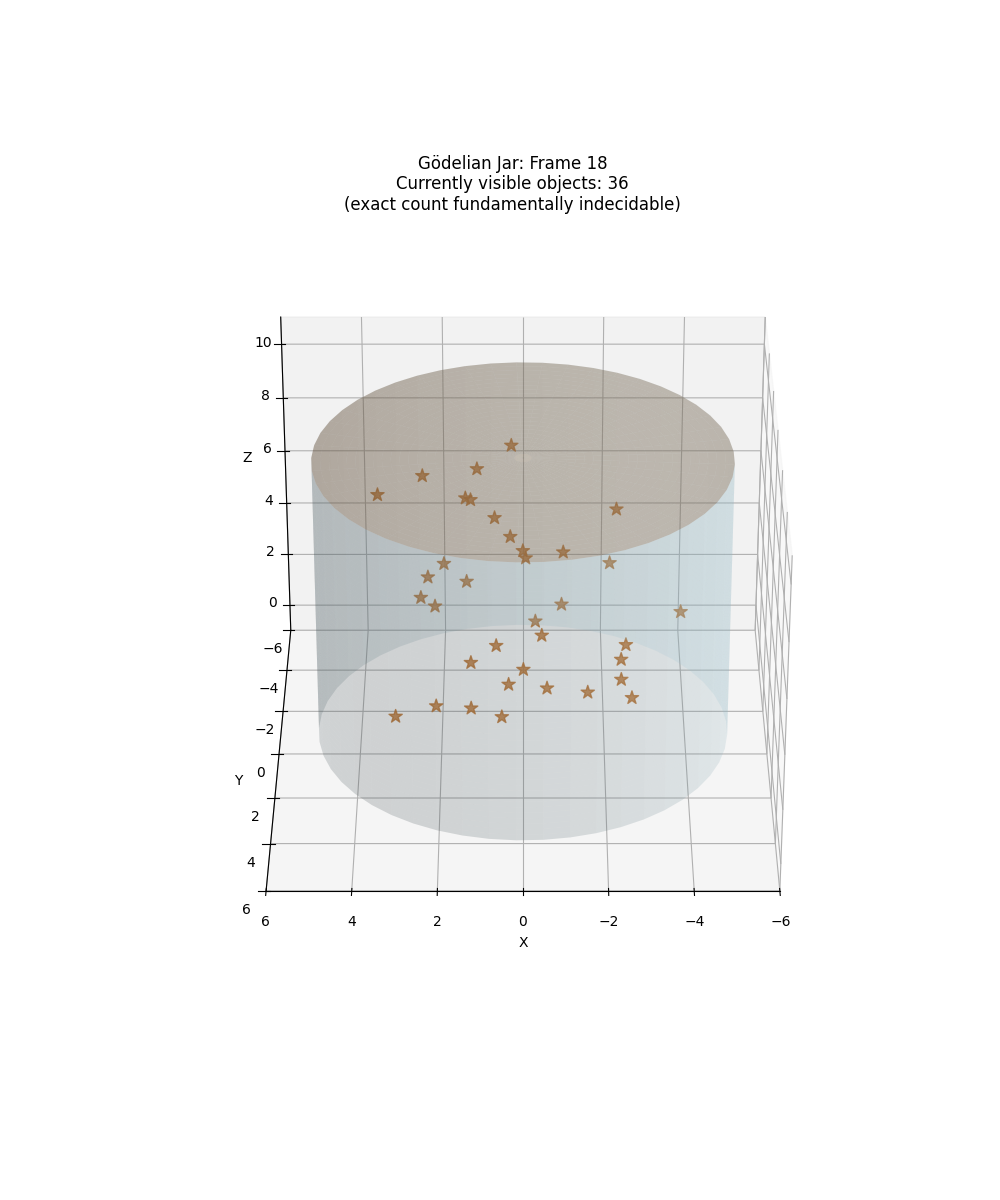 Gödelian Jar: Frame 18
Currently visible objects: 36
(exact count fundamentally indecidable)
10
8
6
Z
4
2
0
−6
−4
−2
0
Y
2
4
6
6 4 2 0 −2 −4 −6
X